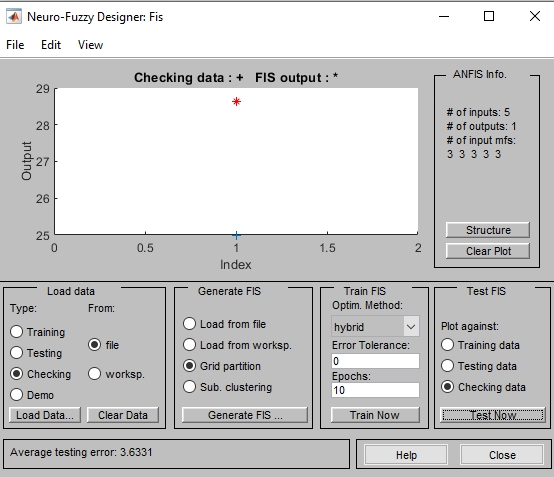 Neuro-Fuzzy Designer: Fis
File Edit View
Checking data : + FIS output : *
29
28
27
26
25
Output
0 0.5 1 1.5 2
Index
ANFIS Info.
# of inputs: 5
# of outputs: 1
# of input mfs:
3 3 3 3 3
Structure
Clear Plot
Load data
Type: From:
Training
Testing
Checking
Demo
file
worksp.
Load Data... Clear Data
Generate FIS
Load from file
Load from worksp.
Grid partition
Sub. clustering
Generate FIS ...
Train FIS
Optim. Method:
hybrid
Error Tolerance:
0
Epochs:
10
Train Now
Test FIS
Plot against:
Training data
Testing data
Checking data
Test Now
Average testing error: 3.6331
Help Close